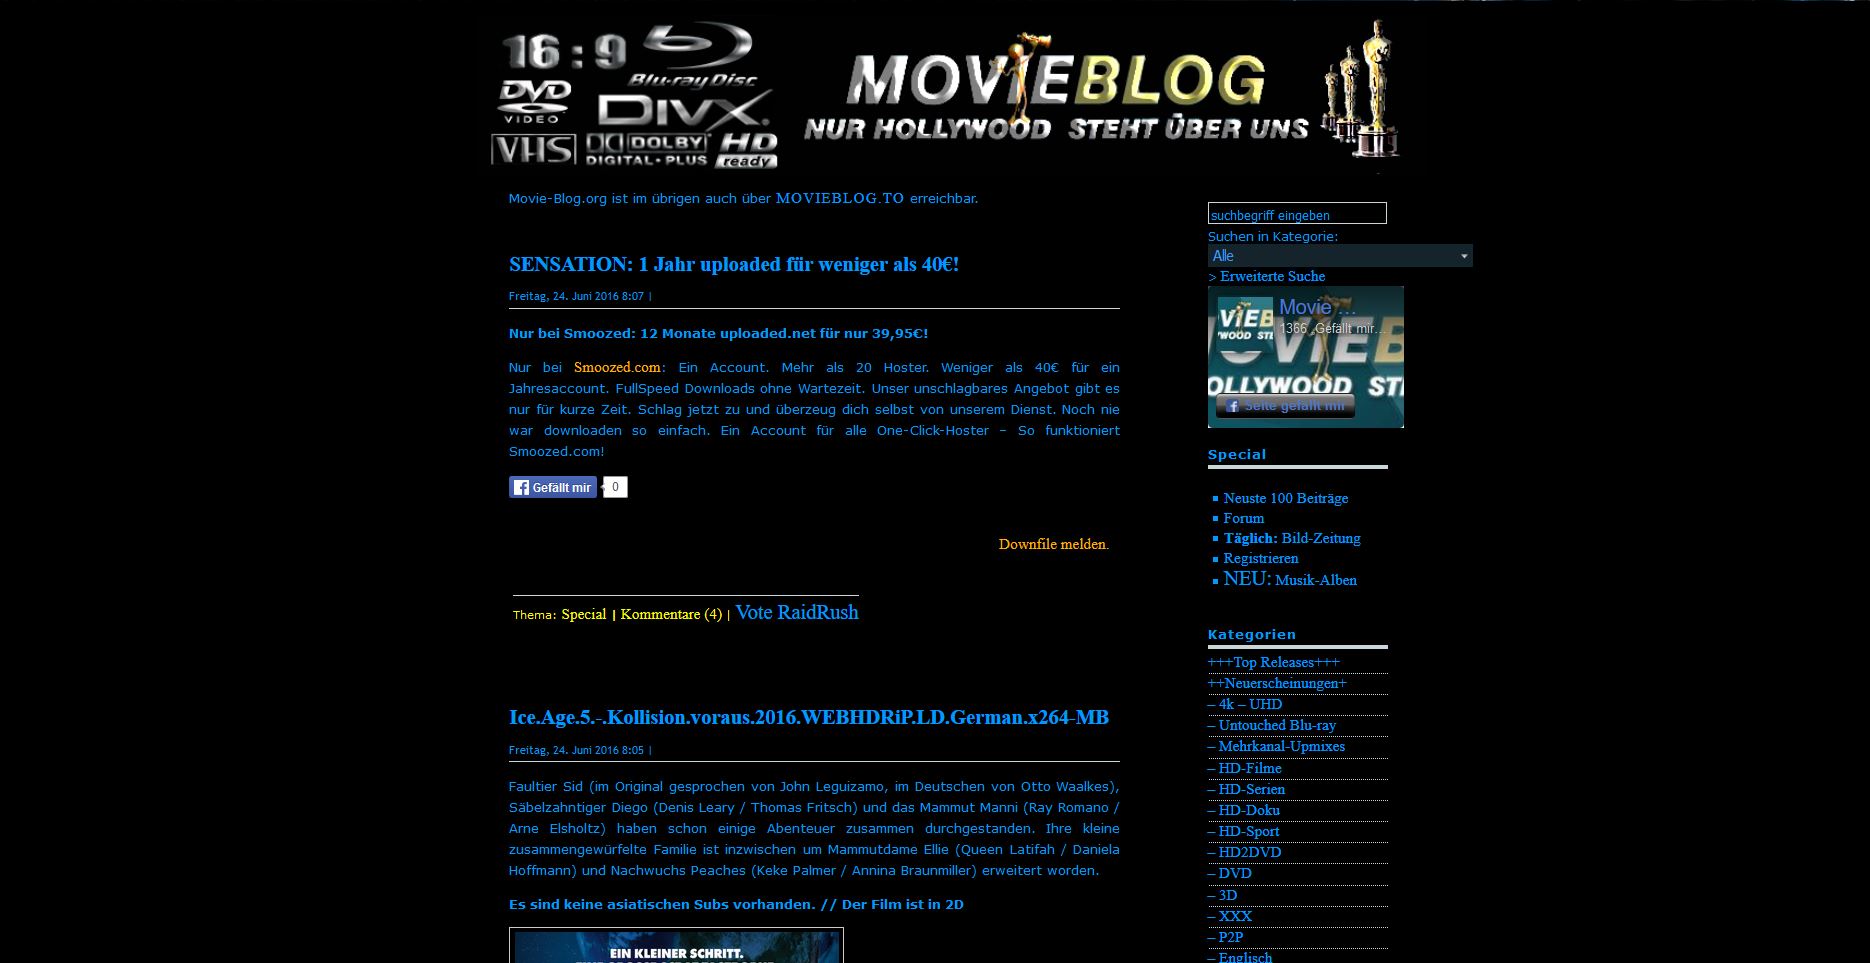 16:9
Blu-ray Disc
DVD
VIDEO
DIVX.
VHS
DOLBY
DIGITAL·PLUS
HD
ready
MOVIEBLOG
NUR HOLLYWOOD STEHT ÜBER UNS
Movie-Blog.org ist im übrigen auch über MOVIEBLOG.TO erreichbar.
SENSATION: 1 Jahr uploaded für weniger als 40€!
Freitag, 24. Juni 2016 8:07 |
Nur bei Smoozed: 12 Monate uploaded.net für nur 39,95€!
Nur bei Smoozed.com: Ein Account. Mehr als 20 Hoster. Weniger als 40€ für ein
Jahresaccount. FullSpeed Downloads ohne Wartezeit. Unser unschlagbares Angebot gibt es
nur für kurze Zeit. Schlag jetzt zu und überzeug dich selbst von unserem Dienst. Noch nie
war downloaden so einfach. Ein Account für alle One-Click-Hoster – So funktioniert
Smoozed.com!
Gefällt mir 0
Downfile melden.
Thema: Special | Kommentare (4) | Vote RaidRush
Ice.Age.5.-.Kollision.voraus.2016.WEBHDRiP.LD.German.x264-MB
Freitag, 24. Juni 2016 8:05 |
Faultier Sid (im Original gesprochen von John Leguizamo, im Deutschen von Otto Waalkes),
Säbelzahntiger Diego (Denis Leary / Thomas Fritsch) und das Mammut Manni (Ray Romano /
Arne Elsholtz) haben schon einige Abenteuer zusammen durchgestanden. Ihre kleine
zusammengewürfelte Familie ist inzwischen um Mammutdame Ellie (Queen Latifah / Daniela
Hoffmann) und Nachwuchs Peaches (Keke Palmer / Annina Braunmiller) erweitert worden.
Es sind keine asiatischen Subs vorhanden. // Der Film ist in 2D
EIN KLEINER SCHRITT.
suchbegriff eingeben
Suchen in Kategorie:
Alle
> Erweiterte Suche
Movie ...
1366 „Gefällt mir...
VIEB
WOOD STE
OVIEB
OLLYWOOD STE
Seite gefällt mir
Special
Neuste 100 Beiträge
Forum
Täglich: Bild-Zeitung
Registrieren
NEU: Musik-Alben
Kategorien
+++Top Releases+++
++Neuerscheinungen+
– 4k – UHD
– Untouched Blu-ray
– Mehrkanal-Upmixes
– HD-Filme
– HD-Serien
– HD-Doku
– HD-Sport
– HD2DVD
– DVD
– 3D
– XXX
– P2P
– Englisch